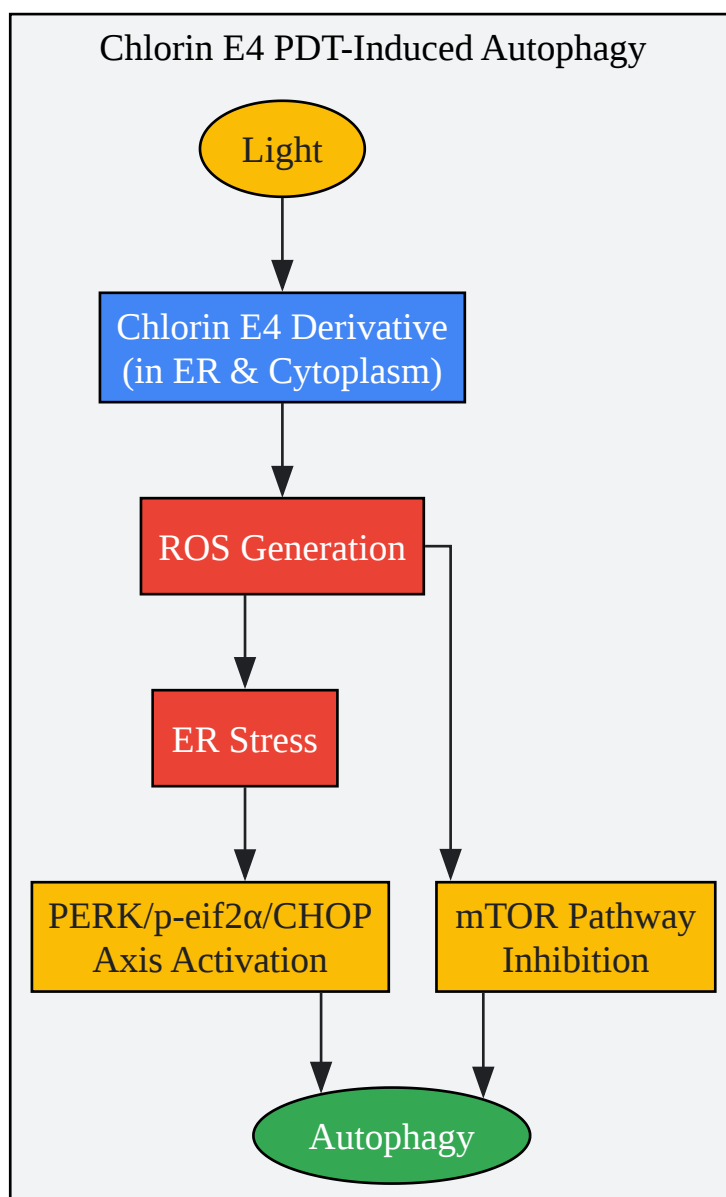 Chlorin E4 PDT-Induced Autophagy
Light
Chlorin E4 Derivative
(in ER & Cytoplasm)
ROS Generation
ER Stress
PERK/p-eif2α/CHOP
Axis Activation
mTOR Pathway
Inhibition
Autophagy